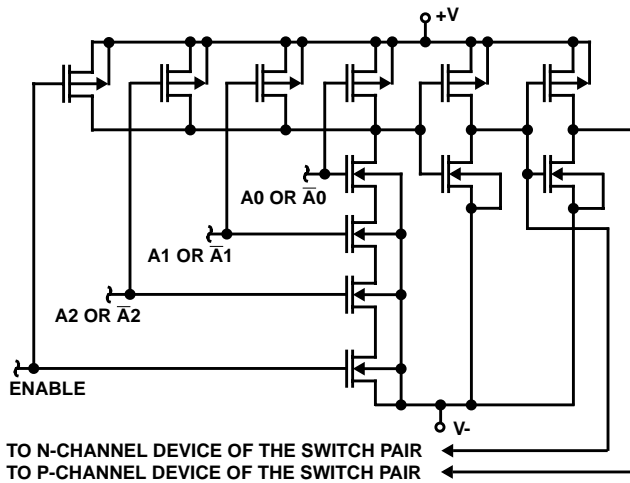 +V
A0 OR A̅0
A1 OR A̅1
A2 OR A̅2
ENABLE
V-
TO N-CHANNEL DEVICE OF THE SWITCH PAIR
TO P-CHANNEL DEVICE OF THE SWITCH PAIR